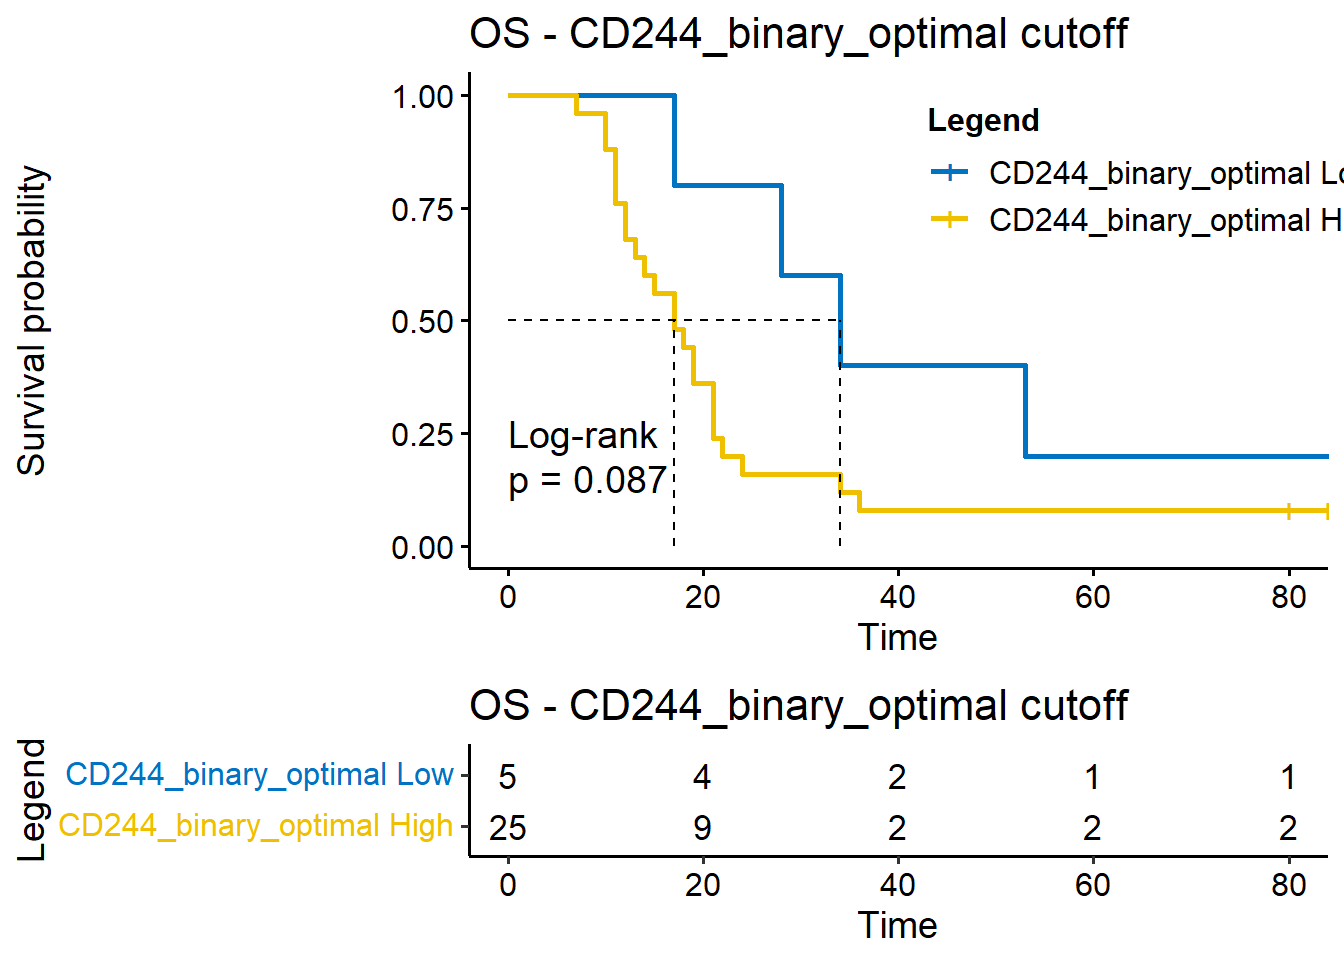 OS - CD244_binary_optimal cutoff
Survival probability
1.00
0.75
0.50
0.25
0.00
Legend
CD244_binary_optimal Lo
CD244_binary_optimal H
Log-rank
p = 0.087
0 20 40 60 80
Time
OS - CD244_binary_optimal cutoff
Legend
CD244_binary_optimal Low 5 4 2 1 1
CD244_binary_optimal High 25 9 2 2 2
0 20 40 60 80
Time